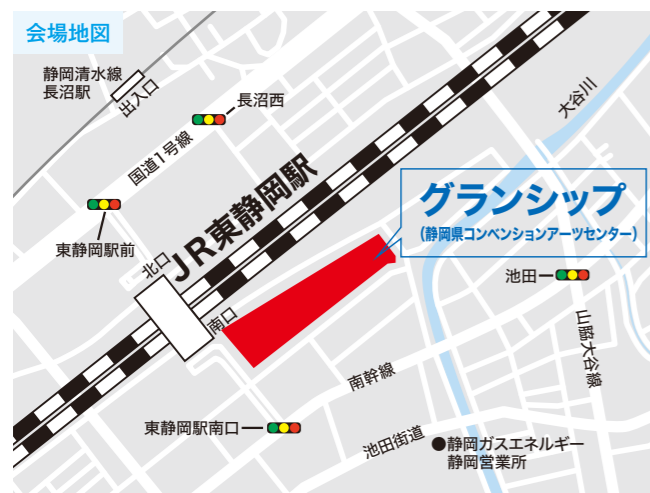 会場地図
静岡清水線
長沼駅
出入口
長沼西
国道1号線
大谷川
JR東静岡駅
グランシップ
(静岡県コンベンションアーツセンター)
東静岡駅前
北口
池田
南口
山脇大谷線
南幹線
東静岡駅南口
池田街道
●静岡ガスエネルギー
静岡営業所